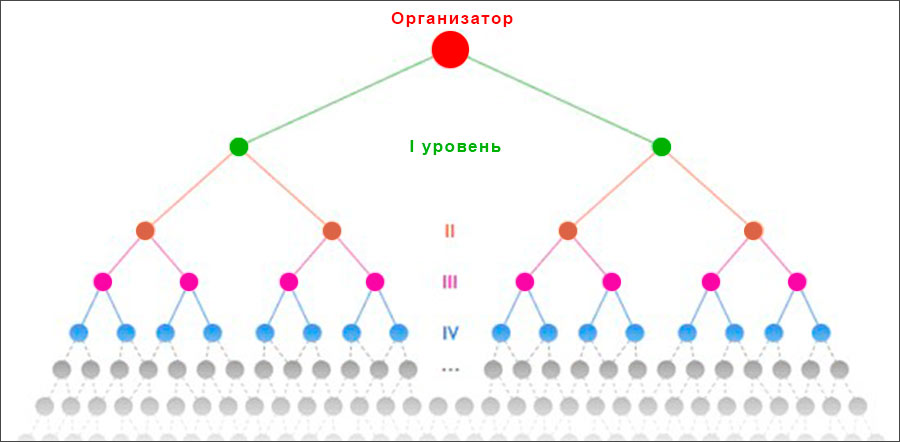 Организатор
I уровень
II
III
IV
...